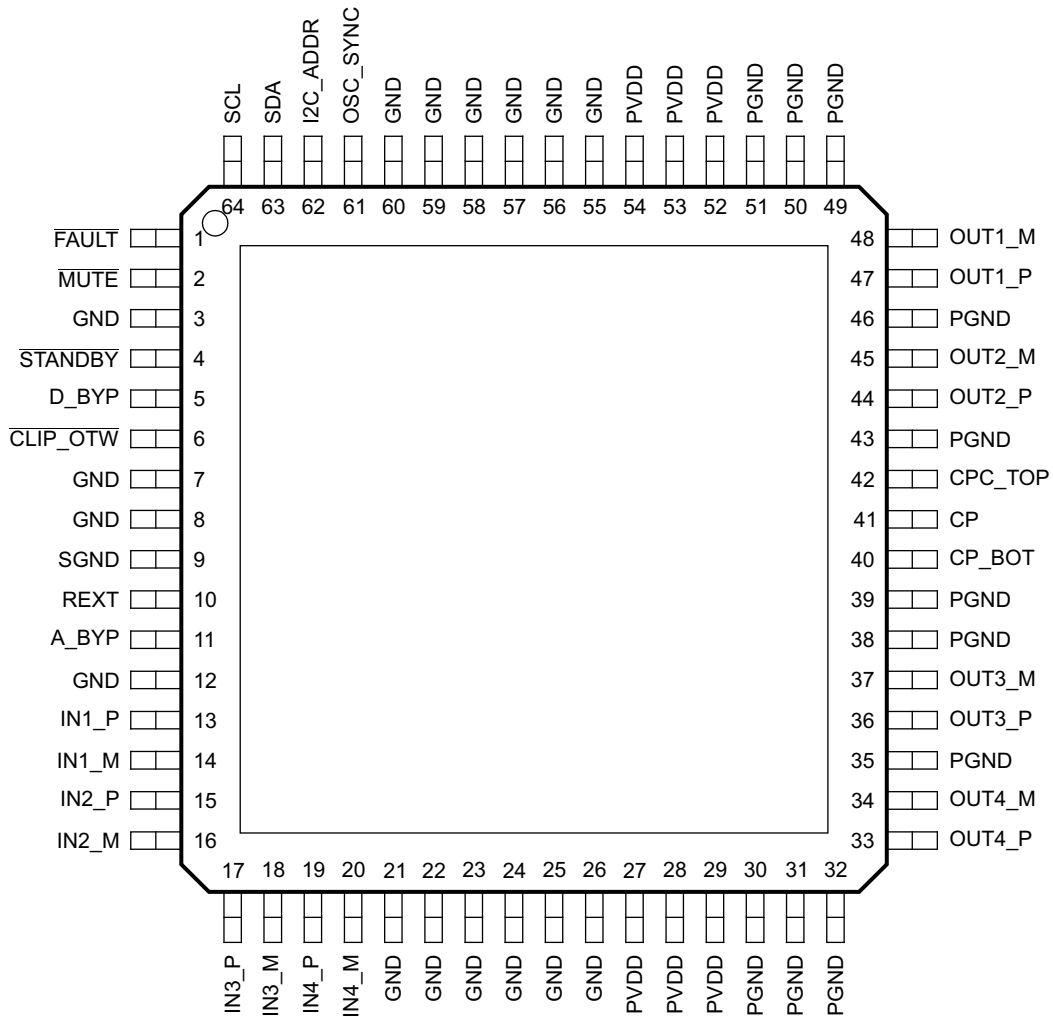 SCL
SDA
I2C_ADDR
OSC_SYNC
GND
GND
GND
GND
GND
GND
PVDD
PVDD
PVDD
PGND
PGND
PGND
64 63 62 61 60 59 58 57 56 55 54 53 52 51 50 49
FAULT 1 48 OUT1_M
MUTE 2 47 OUT1_P
GND 3 46 PGND
STANDBY 4 45 OUT2_M
D_BYP 5 44 OUT2_P
CLIP_OTW 6 43 PGND
GND 7 42 CPC_TOP
GND 8 41 CP
SGND 9 40 CP_BOT
REXT 10 39 PGND
A_BYP 11 38 PGND
GND 12 37 OUT3_M
IN1_P 13 36 OUT3_P
IN1_M 14 35 PGND
IN2_P 15 34 OUT4_M
IN2_M 16 33 OUT4_P
17 18 19 20 21 22 23 24 25 26 27 28 29 30 31 32
IN3_P
IN3_M
IN4_P
IN4_M
GND
GND
GND
GND
GND
GND
PVDD
PVDD
PVDD
PGND
PGND
PGND